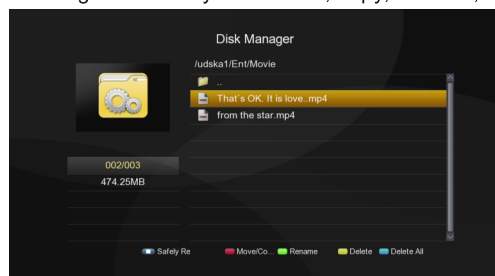 Disk Manager
/udska1/Ent/Movie
..
That`s OK. It is love..mp4
from the star.mp4
002/003
474.25MB
Safely Re Move/Co... Rename Delete Delete All